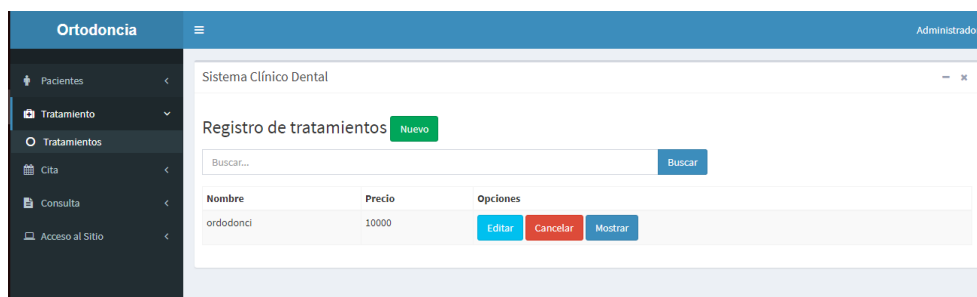 Ortodoncia
Administrado
Pacientes
Tratamiento
Tratamientos
Cita
Consulta
Acceso al Sitio
Sistema Clínico Dental
Registro de tratamientos Nuevo
Buscar... Buscar
Nombre Precio Opciones
ordodonci 10000 Editar Cancelar Mostrar